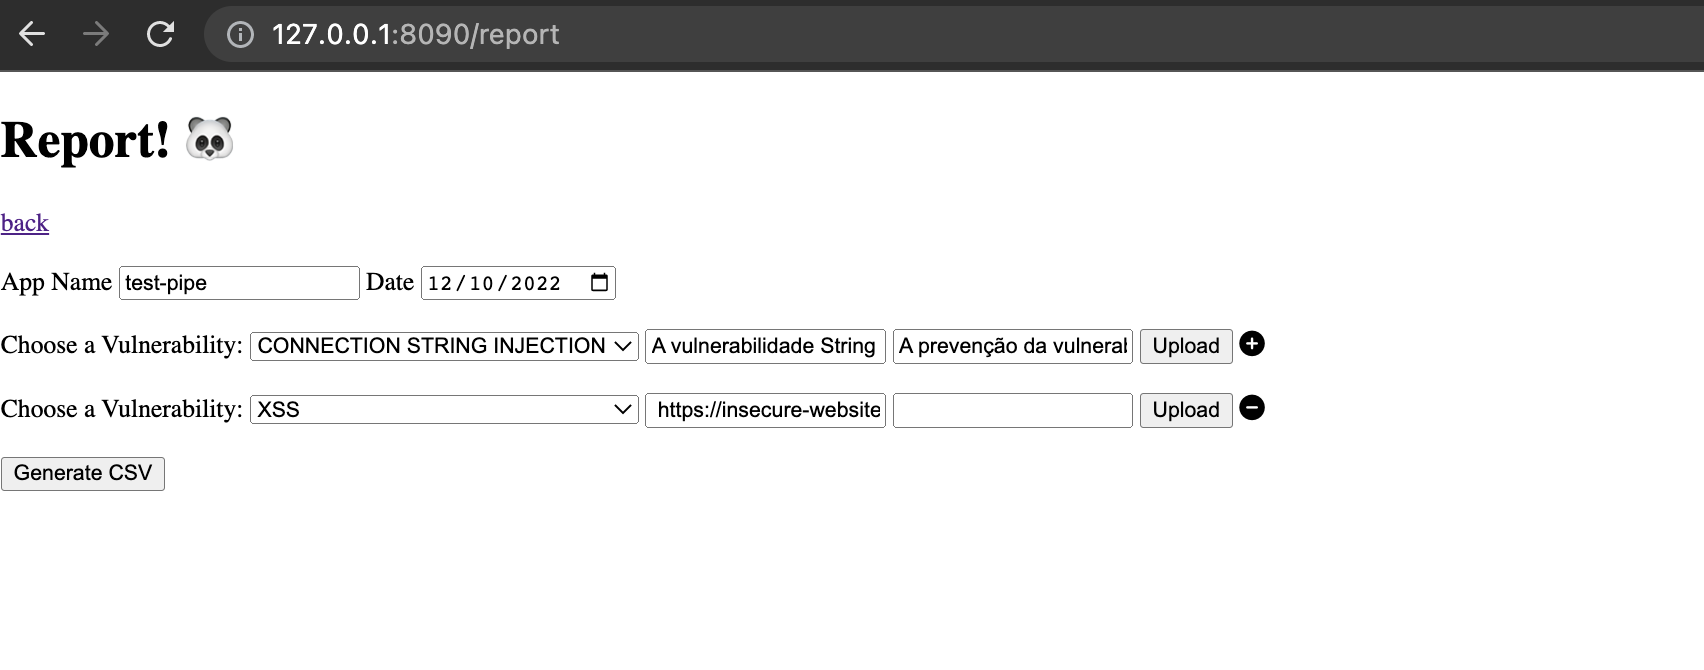 127.0.0.1:8090/report
Report! 🐼
back
App Name test-pipe Date 12/10/2022
Choose a Vulnerability: CONNECTION STRING INJECTION A vulnerabilidade String A prevenção da Upload
Choose a Vulnerability: XSS https://insecure-website Upload
Generate CSV